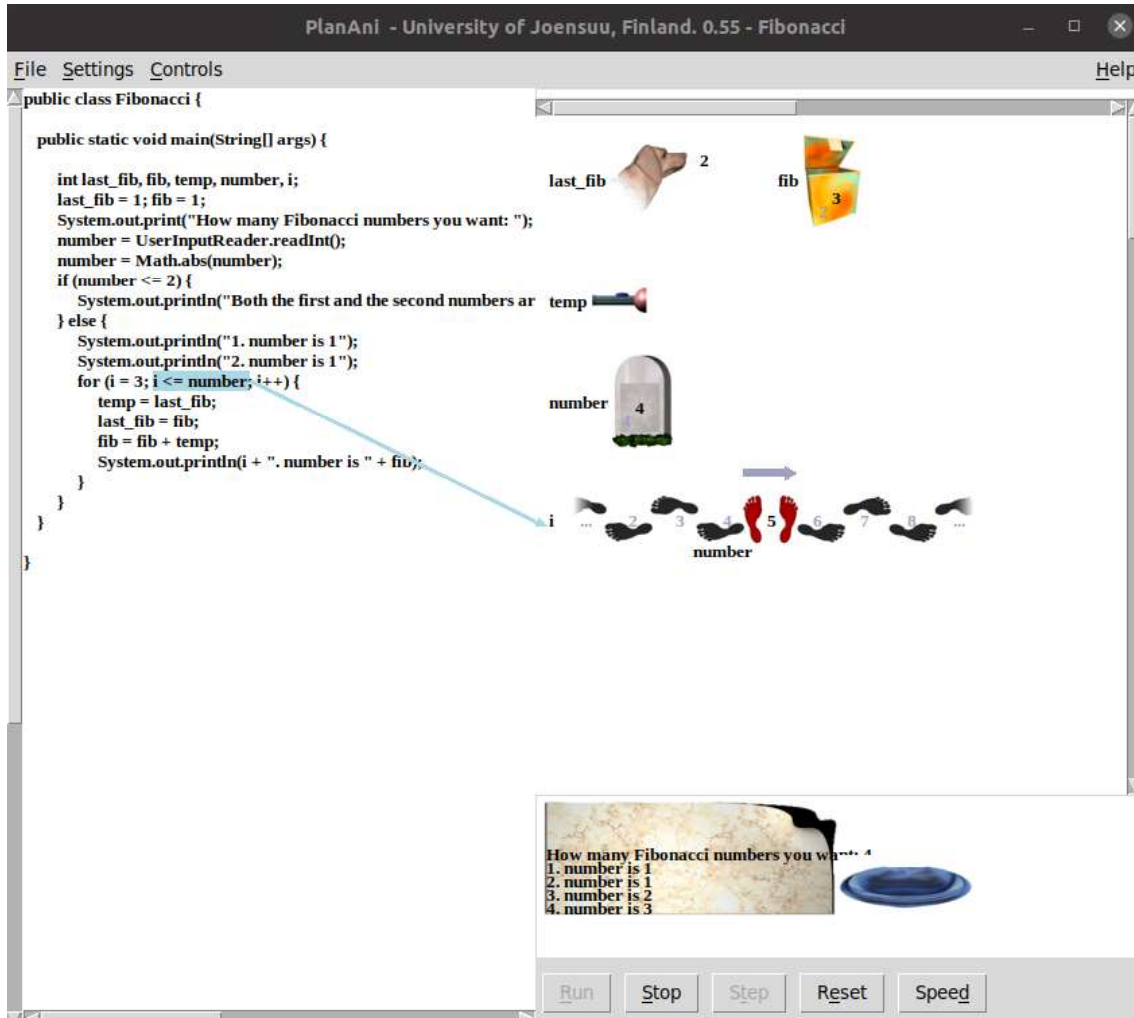 PlanAni - University of Joensuu, Finland. 0.55 - Fibonacci
File Settings Controls Help
public class Fibonacci {
public static void main(String[] args) {
int last_fib, fib, temp, number, i;
last_fib = 1; fib = 1;
System.out.print("How many Fibonacci numbers you want: ");
number = UserInputReader.readInt();
number = Math.abs(number);
if (number <= 2) {
System.out.println("Both the first and the second numbers ar
} else {
System.out.println("1. number is 1");
System.out.println("2. number is 1");
for (i = 3; i <= number; i++) {
temp = last_fib;
last_fib = fib;
fib = fib + temp;
System.out.println(i + ". number is " + fib);
}
}
}
}
last_fib 2
fib 3
2
temp
number 4
i ... 2 3 4 5 6 7 8 ...
number
How many Fibonacci numbers you want: 4
1. number is 1
2. number is 1
3. number is 2
4. number is 3
Run Stop Step Reset Speed